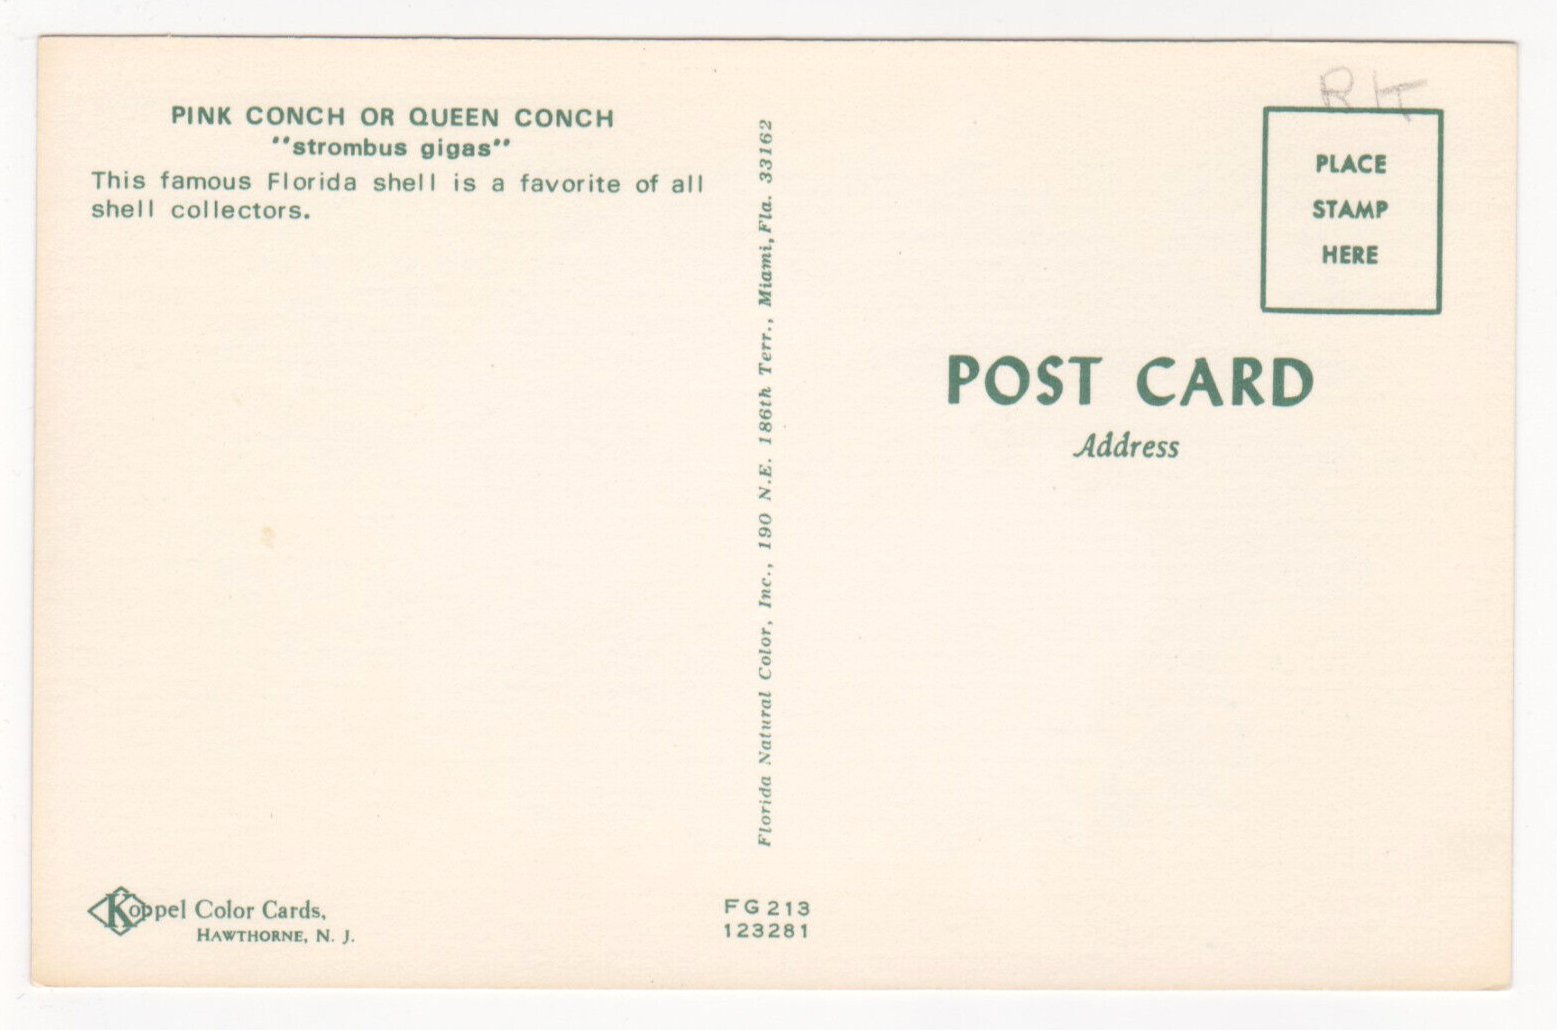 PINK CONCH OR QUEEN CONCH
"strombus gigas"
This famous Florida shell is a favorite of all
shell collectors.
Florida Natural Color, Inc., 190 N.E. 186th Terr., Miami, Fla. 33162
PLACE
STAMP
HERE
POST CARD
Address
Koppel Color Cards,
HAWTHORNE, N. J.
FG 213
123281